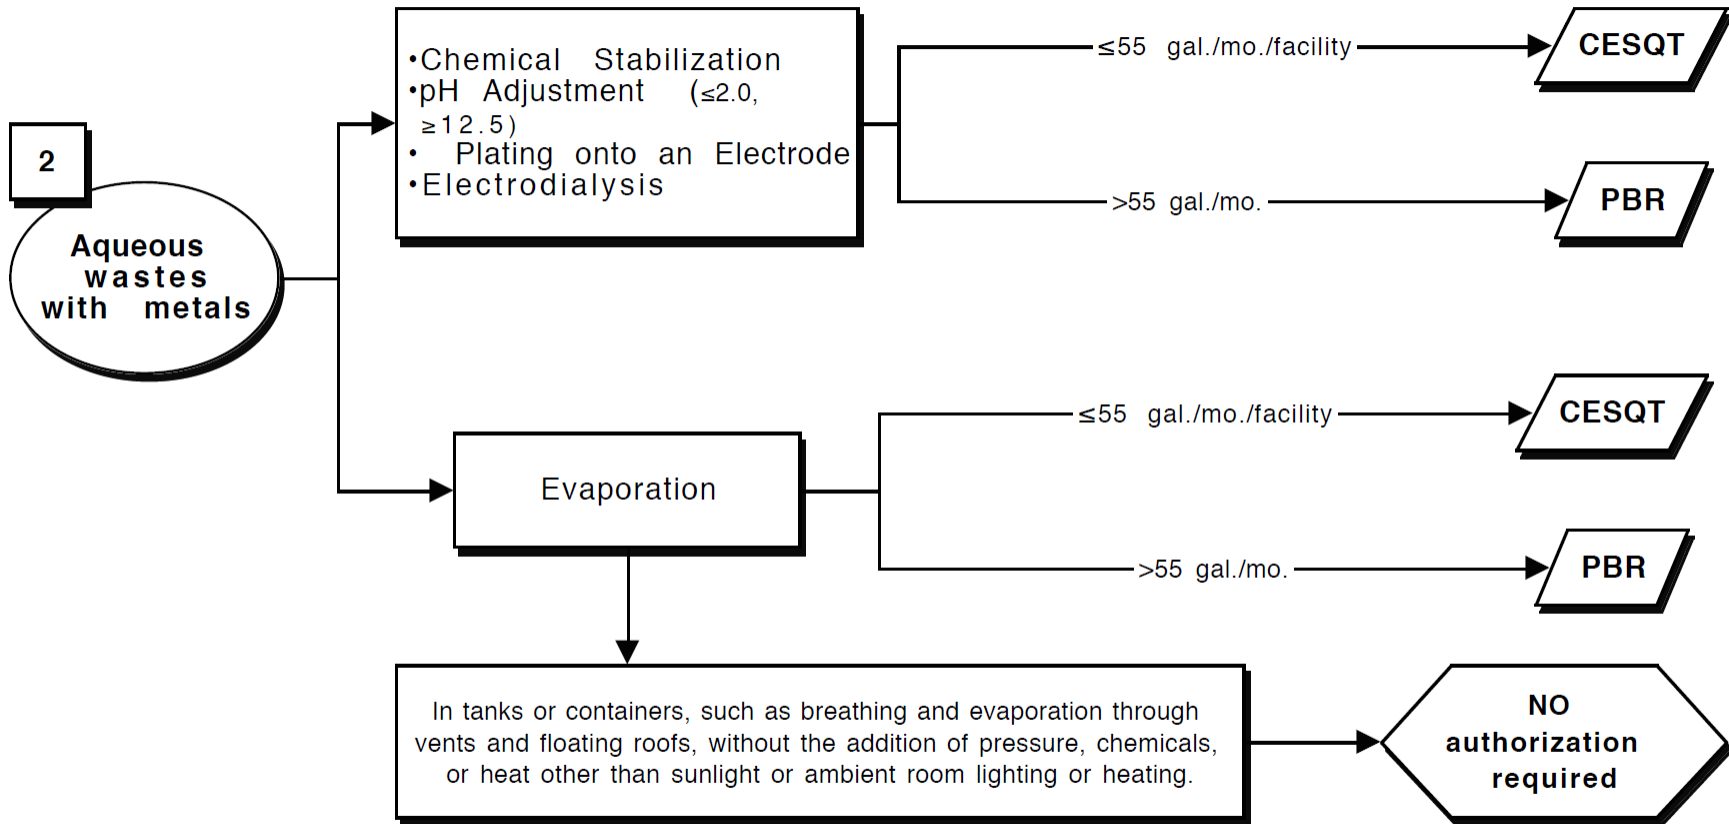 2
Aqueous
wastes
with metals
•Chemical Stabilization
•pH Adjustment (≤2.0,
≥12.5)
• Plating onto an Electrode
•Electrodialysis
≤55 gal./mo./facility
CESQT
>55 gal./mo.
PBR
Evaporation
≤55 gal./mo./facility
CESQT
>55 gal./mo.
PBR
In tanks or containers, such as breathing and evaporation through
vents and floating roofs, without the addition of pressure, chemicals,
or heat other than sunlight or ambient room lighting or heating.
NO
authorization
required